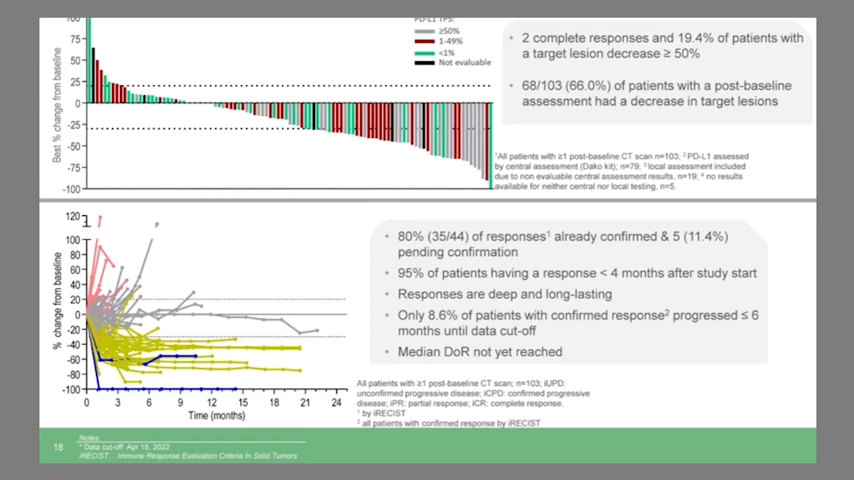 100
75
50
25
0
-25
-50
-75
-100
Best % change from baseline
PD-L1 TPS:
≥50%
1-49%
<1%
Not evaluable
• 2 complete responses and 19.4% of patients with
a target lesion decrease ≥ 50%
• 68/103 (66.0%) of patients with a post-baseline
assessment had a decrease in target lesions
¹All patients with ≥1 post-baseline CT scan n=103; ² PD-L1 assessed
by central assessment (Dako kit); n=79; ³ local assessment included
due to non evaluable central assessment results, n=19; ⁴ no results
available for neither central nor local testing, n=5.
120
100
80
60
40
20
0
-20
-40
-60
-80
-100
% change from baseline
0 3 6 9 12 15 18 21 24
Time (months)
• 80% (35/44) of responses¹ already confirmed & 5 (11.4%)
pending confirmation
• 95% of patients having a response < 4 months after study start
• Responses are deep and long-lasting
• Only 8.6% of patients with confirmed response² progressed ≤ 6
months until data cut-off
• Median DoR not yet reached
All patients with ≥1 post-baseline CT scan; n=103; iUPD:
unconfirmed progressive disease; iCPD: confirmed progressive
disease; iPR: partial response; iCR: complete response.
¹ by iRECIST
² all patients with confirmed response by iRECIST
18
Notes:
* Data cut-off Apr 15, 2022
iRECIST... Immune Response Evaluation Criteria In Solid Tumors